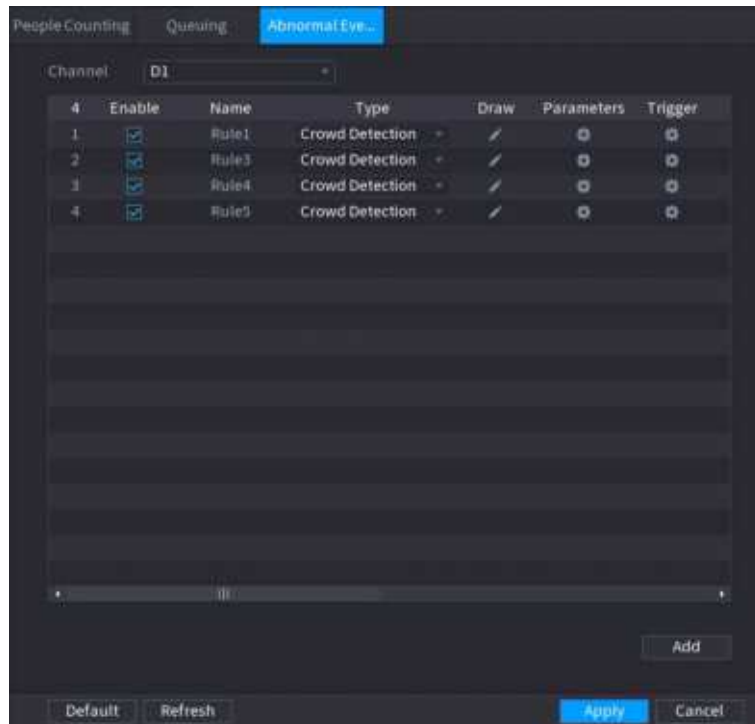 People Counting Queuing Abnormal Eve...
Channel D1
4 Enable Name Type Draw Parameters Trigger
1 Rule1 Crowd Detection
2 Rule3 Crowd Detection
3 Rule4 Crowd Detection
4 Rule5 Crowd Detection
Add
Default Refresh Apply Cancel